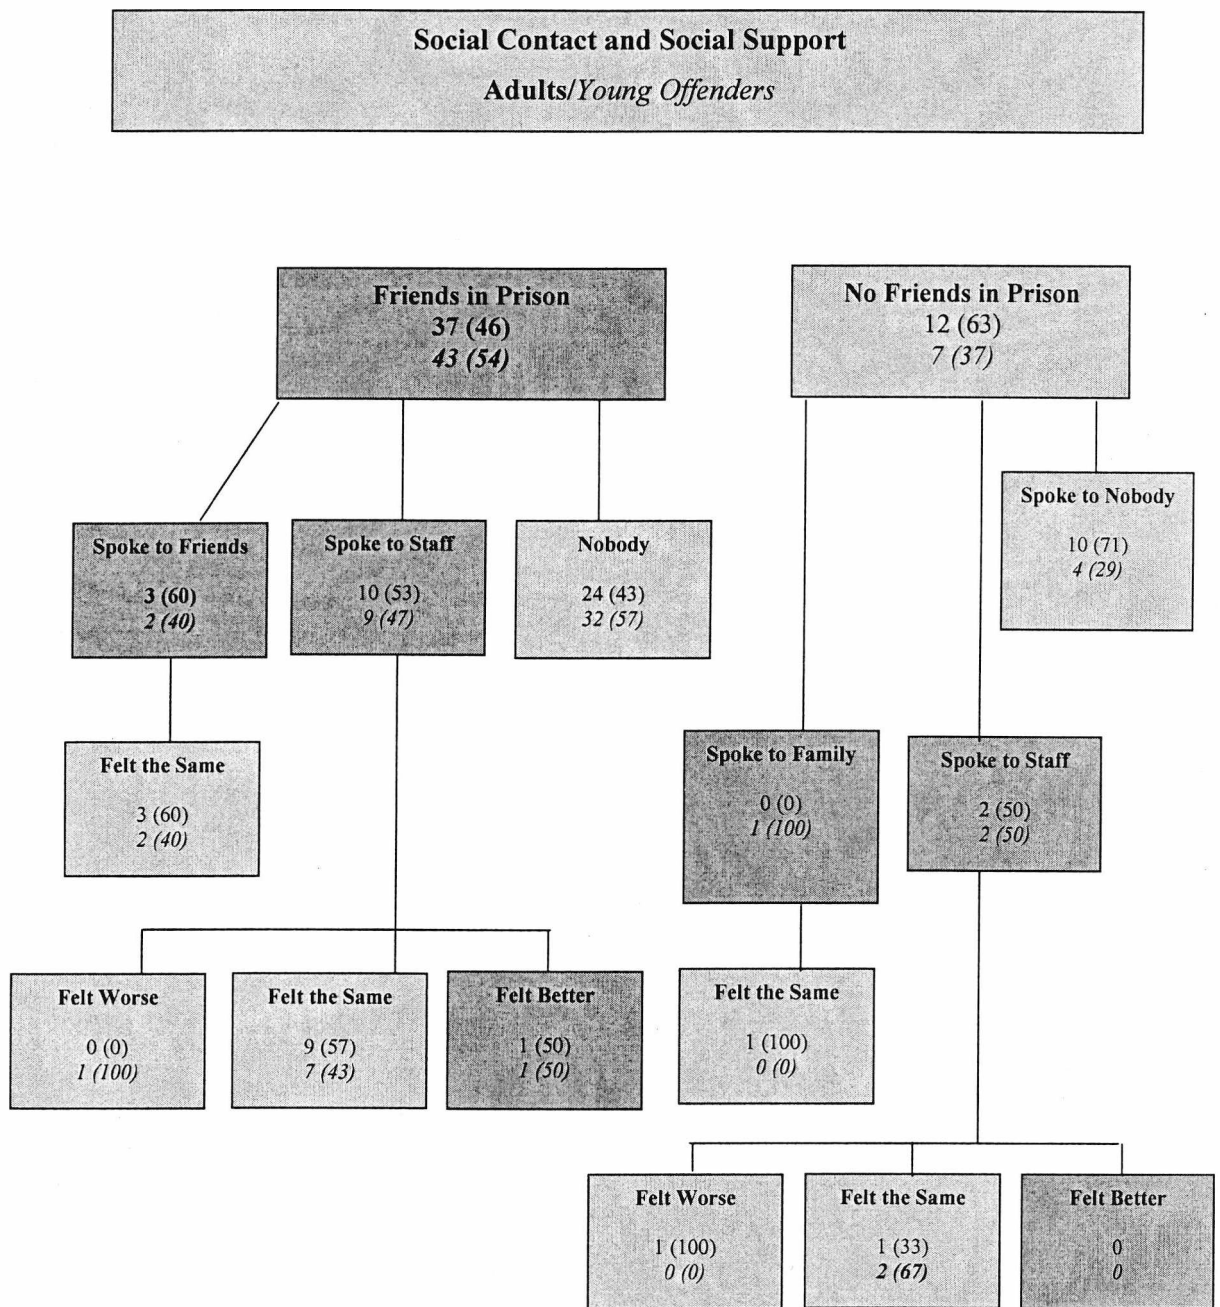 Social Contact and Social Support
Adults/Young Offenders
Friends in Prison
37 (46)
43 (54)
No Friends in Prison
12 (63)
7 (37)
Spoke to Friends
3 (60)
2 (40)
Spoke to Staff
10 (53)
9 (47)
Nobody
24 (43)
32 (57)
Spoke to Nobody
10 (71)
4 (29)
Felt the Same
3 (60)
2 (40)
Spoke to Family
0 (0)
1 (100)
Spoke to Staff
2 (50)
2 (50)
Felt Worse
0 (0)
1 (100)
Felt the Same
9 (57)
7 (43)
Felt Better
1 (50)
1 (50)
Felt the Same
1 (100)
0 (0)
Felt Worse
1 (100)
0 (0)
Felt the Same
1 (33)
2 (67)
Felt Better
0
0